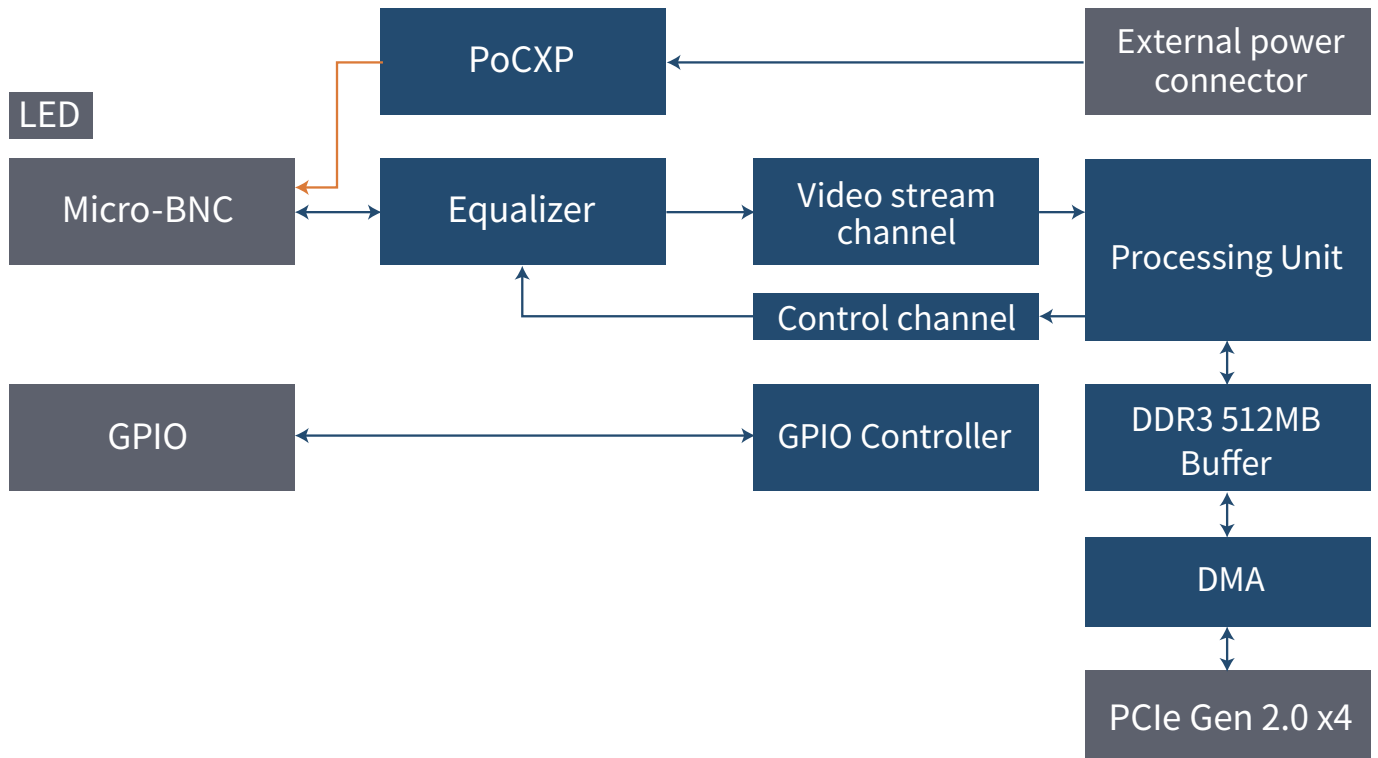 PoCXP
External power
connector
LED
Micro-BNC
Equalizer
Video stream
channel
Processing Unit
Control channel
GPIO
GPIO Controller
DDR3 512MB
Buffer
DMA
PCIe Gen 2.0 x4